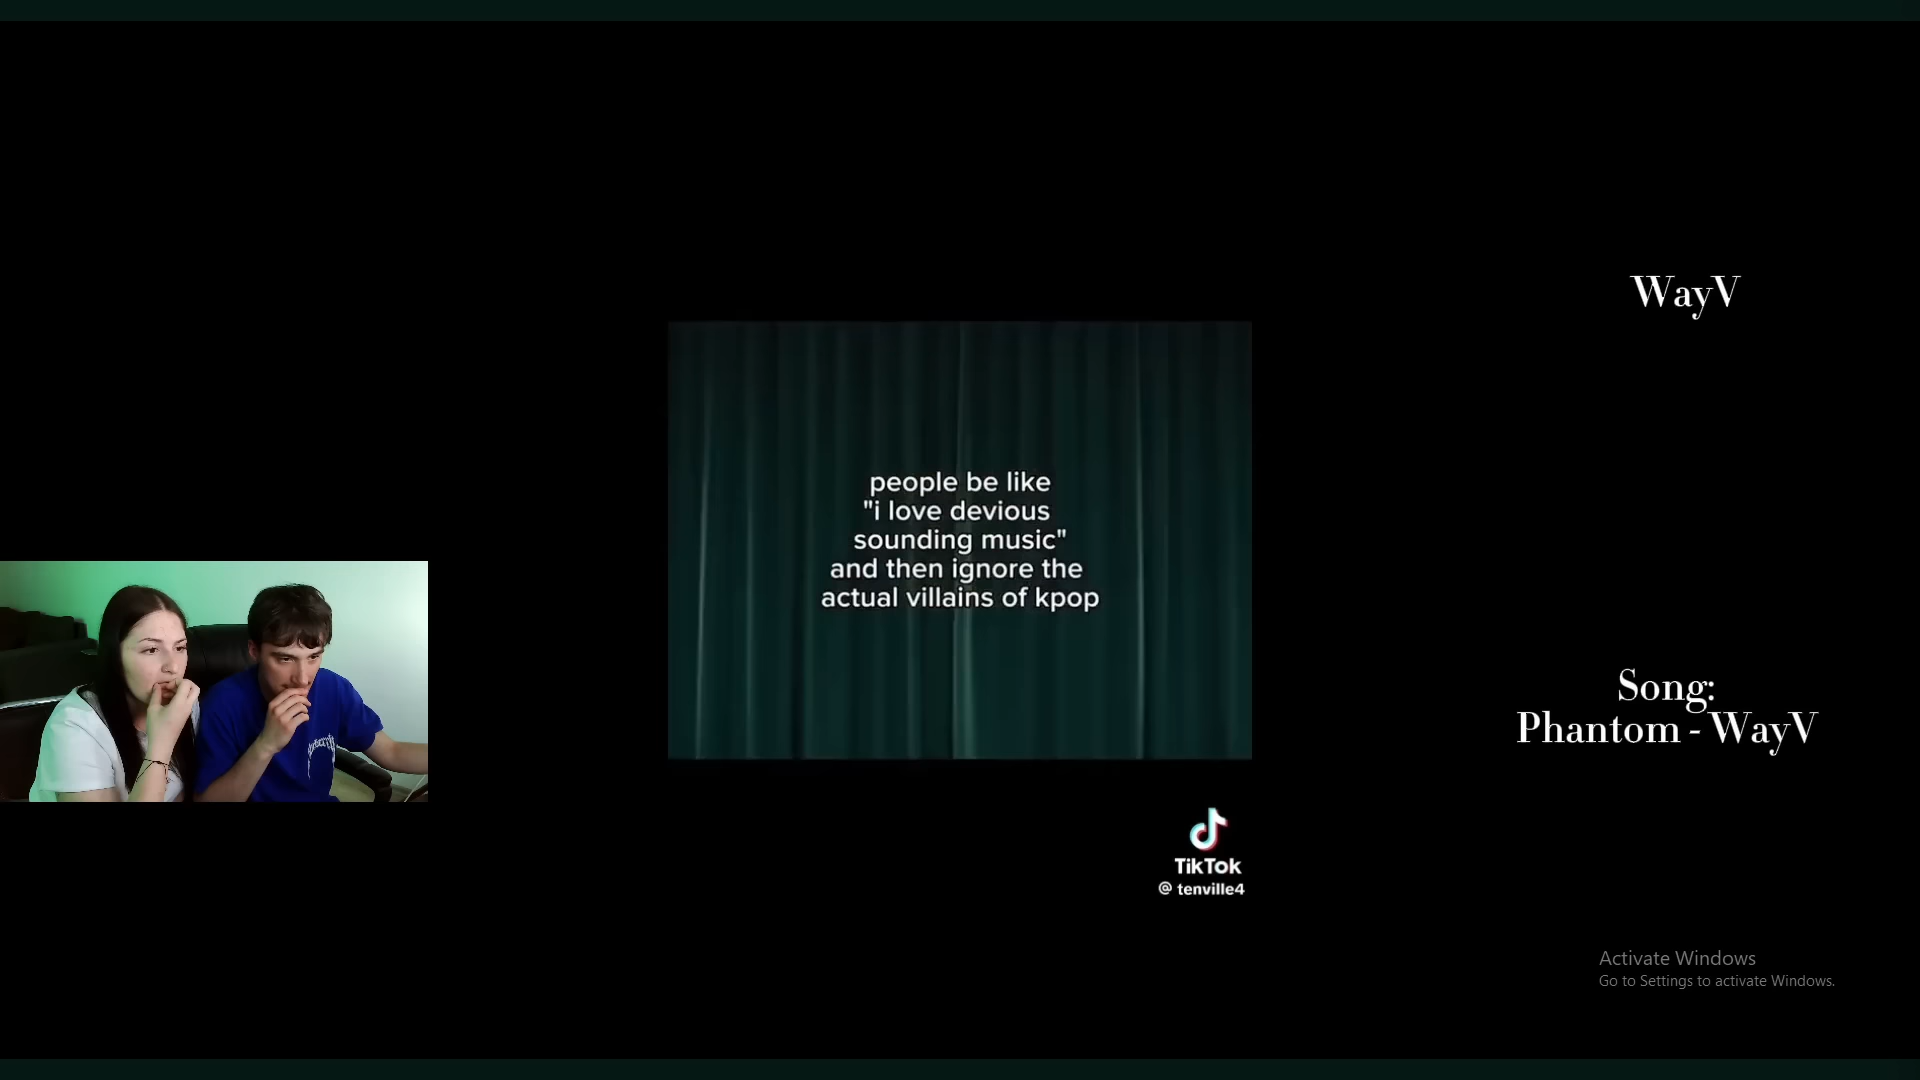 WayV
people be like
"i love devious
sounding music"
and then ignore the
actual villains of kpop
Song:
Phantom - WayV
TikTok
@ tenville4
Activate Windows
Go to Settings to activate Windows.